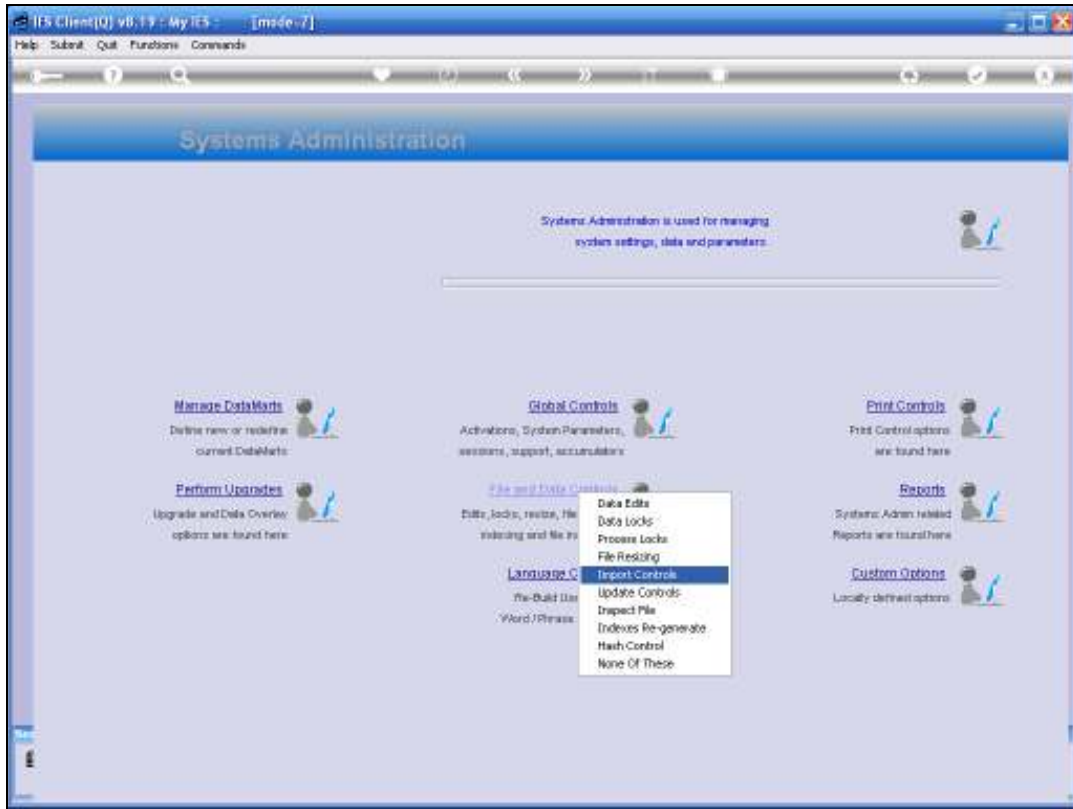 IES Client(Q) v8.19 : My IES : [mode-7]
Help Submit Quit Functions Commands
Systems Administration
Systems Administration is used for managing
system settings, data and parameters.
Manage DataMarts
Define new or redefine
current DataMarts
Global Controls
Activations, System Parameters,
sessions, support, accumulators
Print Controls
Print Control options
are found here
Perform Upgrades
Upgrade and Data Overlay
options are found here
File and Data Controls
Edits, locks, resize, file
indexing and file in
Reports
Systems Admin related
Reports are found here
Language C
Re-Build
Word / Phrase
Custom Options
Locally defined options
Data Edits
Data Locks
Process Locks
File Resizing
Import Controls
Update Controls
Inspect File
Indexes Re-generate
Hash Control
None Of These